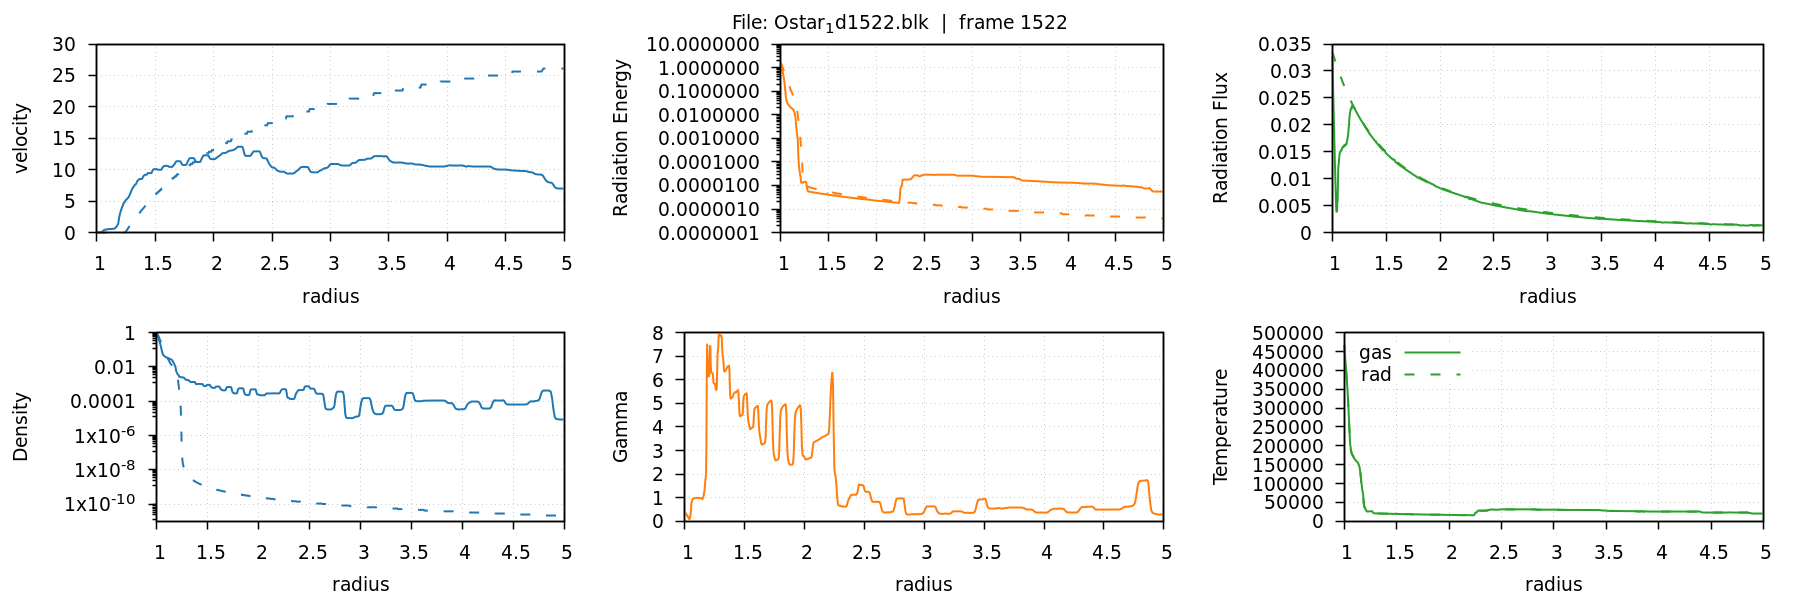 File: Ostar1d1522.blk | frame 1522
velocity
30
25
20
15
10
5
0
1 1.5 2 2.5 3 3.5 4 4.5 5
radius
Radiation Energy
10.0000000
1.0000000
0.1000000
0.0100000
0.0010000
0.0001000
0.0000100
0.0000010
0.0000001
1 1.5 2 2.5 3 3.5 4 4.5 5
radius
Radiation Flux
0.035
0.03
0.025
0.02
0.015
0.01
0.005
0
1 1.5 2 2.5 3 3.5 4 4.5 5
radius
Density
1
0.01
0.0001
1x10-6
1x10-8
1x10-10
1 1.5 2 2.5 3 3.5 4 4.5 5
radius
Gamma
8
7
6
5
4
3
2
1
0
1 1.5 2 2.5 3 3.5 4 4.5 5
radius
Temperature
500000
450000
400000
350000
300000
250000
200000
150000
100000
50000
0
gas
rad
1 1.5 2 2.5 3 3.5 4 4.5 5
radius